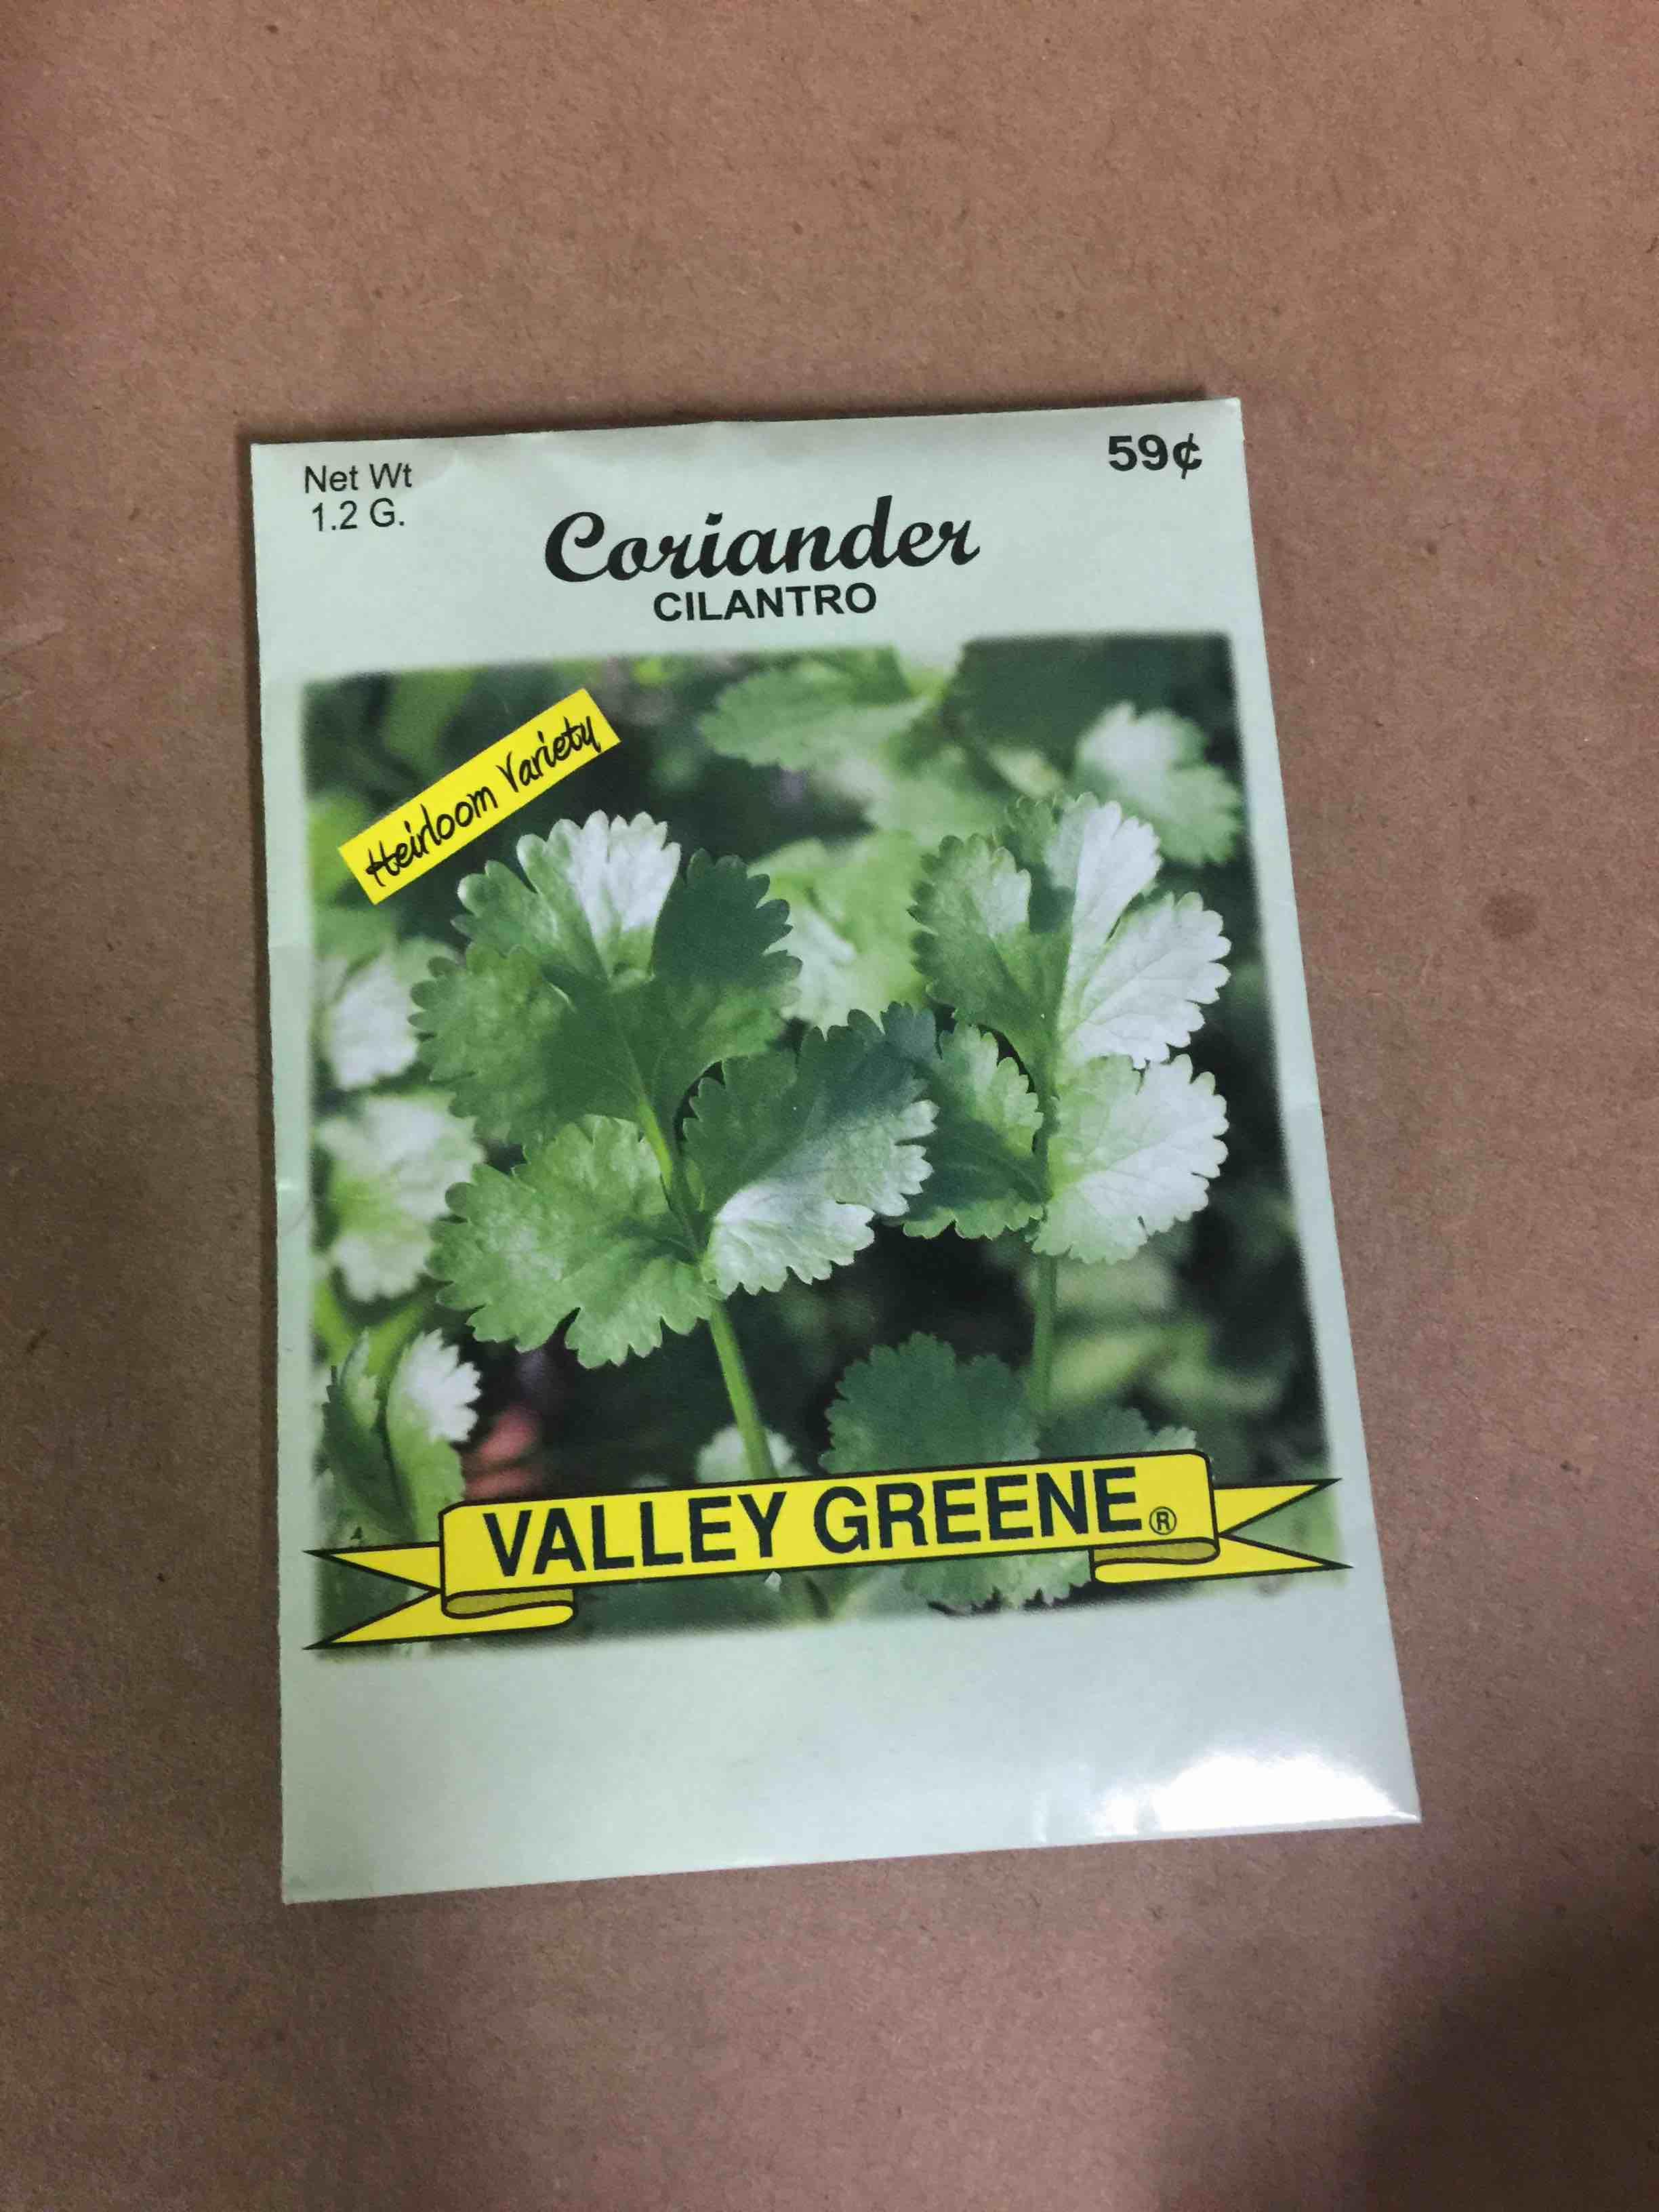 Net Wt
1.2 G.
59¢
Coriander
CILANTRO
Heirloom Variety
VALLEY GREENE®